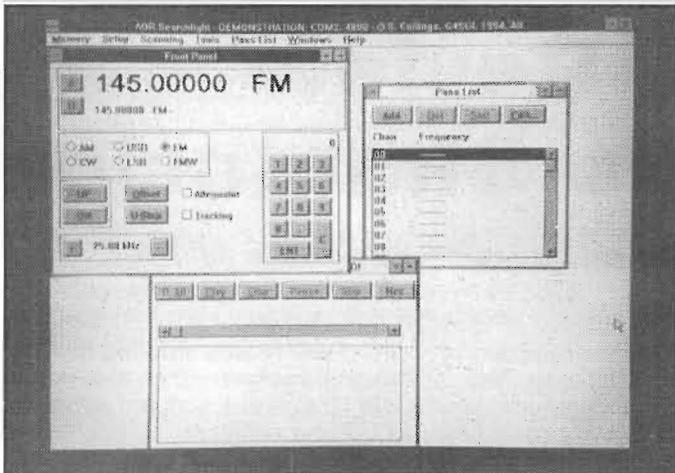 AOR Searchlight - DEMONSTRATION: COM2, 4800 - D.S. Collings, G4SGI, 1994, All
Memory Setup Scanning Tools Pass List Windows Help
Front Panel
145.00000 FM
145.00000 FM
AM USB FM
CW LSB FMW
UP Offset Attenuator
Tracking
25.00 kHz
0
1 2 3
4 5 6
7 8 9
0 . C
ENT
Pass List
Add Del
Chan Frequency
00
01
02
03
04
05
06
07
08
Play Pause Stop